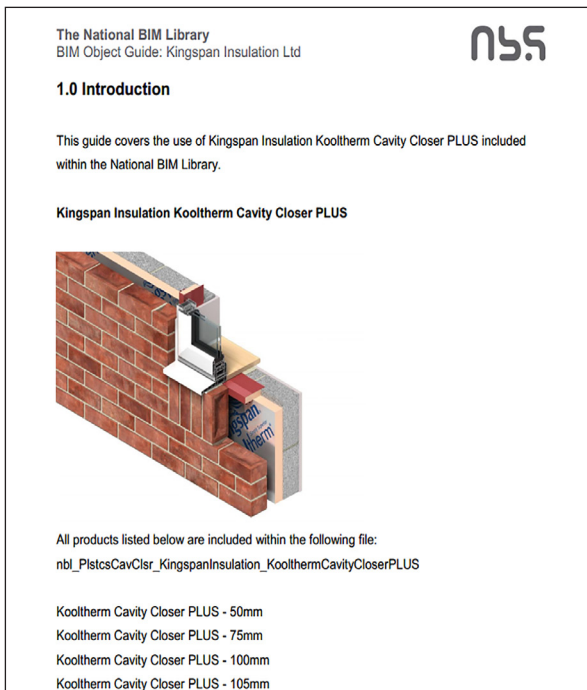 The National BIM Library
BIM Object Guide: Kingspan Insulation Ltd
nbs
1.0 Introduction
This guide covers the use of Kingspan Insulation Kooltherm Cavity Closer PLUS included
within the National BIM Library.
Kingspan Insulation Kooltherm Cavity Closer PLUS
All products listed below are included within the following file:
nbl_PlstcsCavClsr_KingspanInsulation_KoolthermCavityCloserPLUS
Kooltherm Cavity Closer PLUS - 50mm
Kooltherm Cavity Closer PLUS - 75mm
Kooltherm Cavity Closer PLUS - 100mm
Kooltherm Cavity Closer PLUS - 105mm